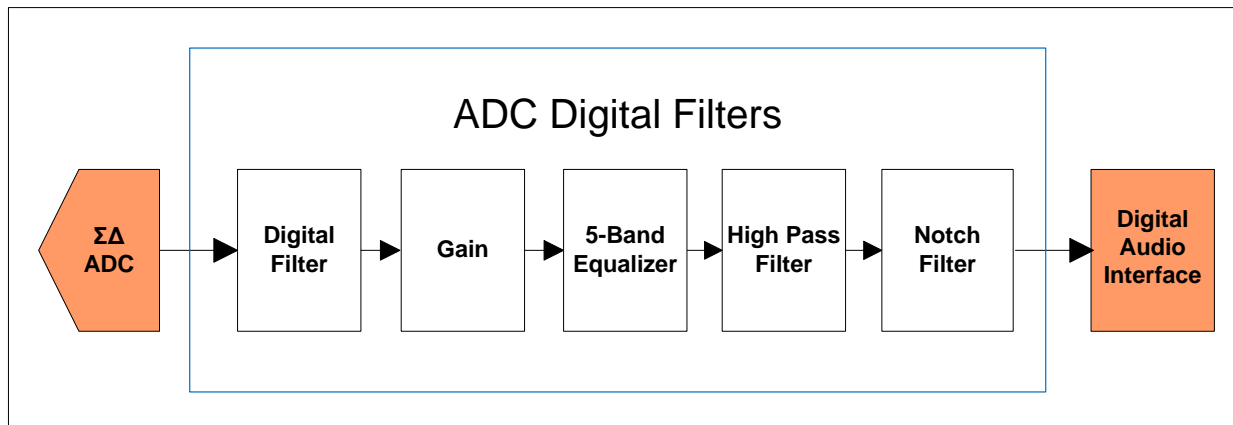 ADC Digital Filters
ΣΔ
ADC
Digital
Filter
Gain
5-Band
Equalizer
High Pass
Filter
Notch
Filter
Digital
Audio
Interface